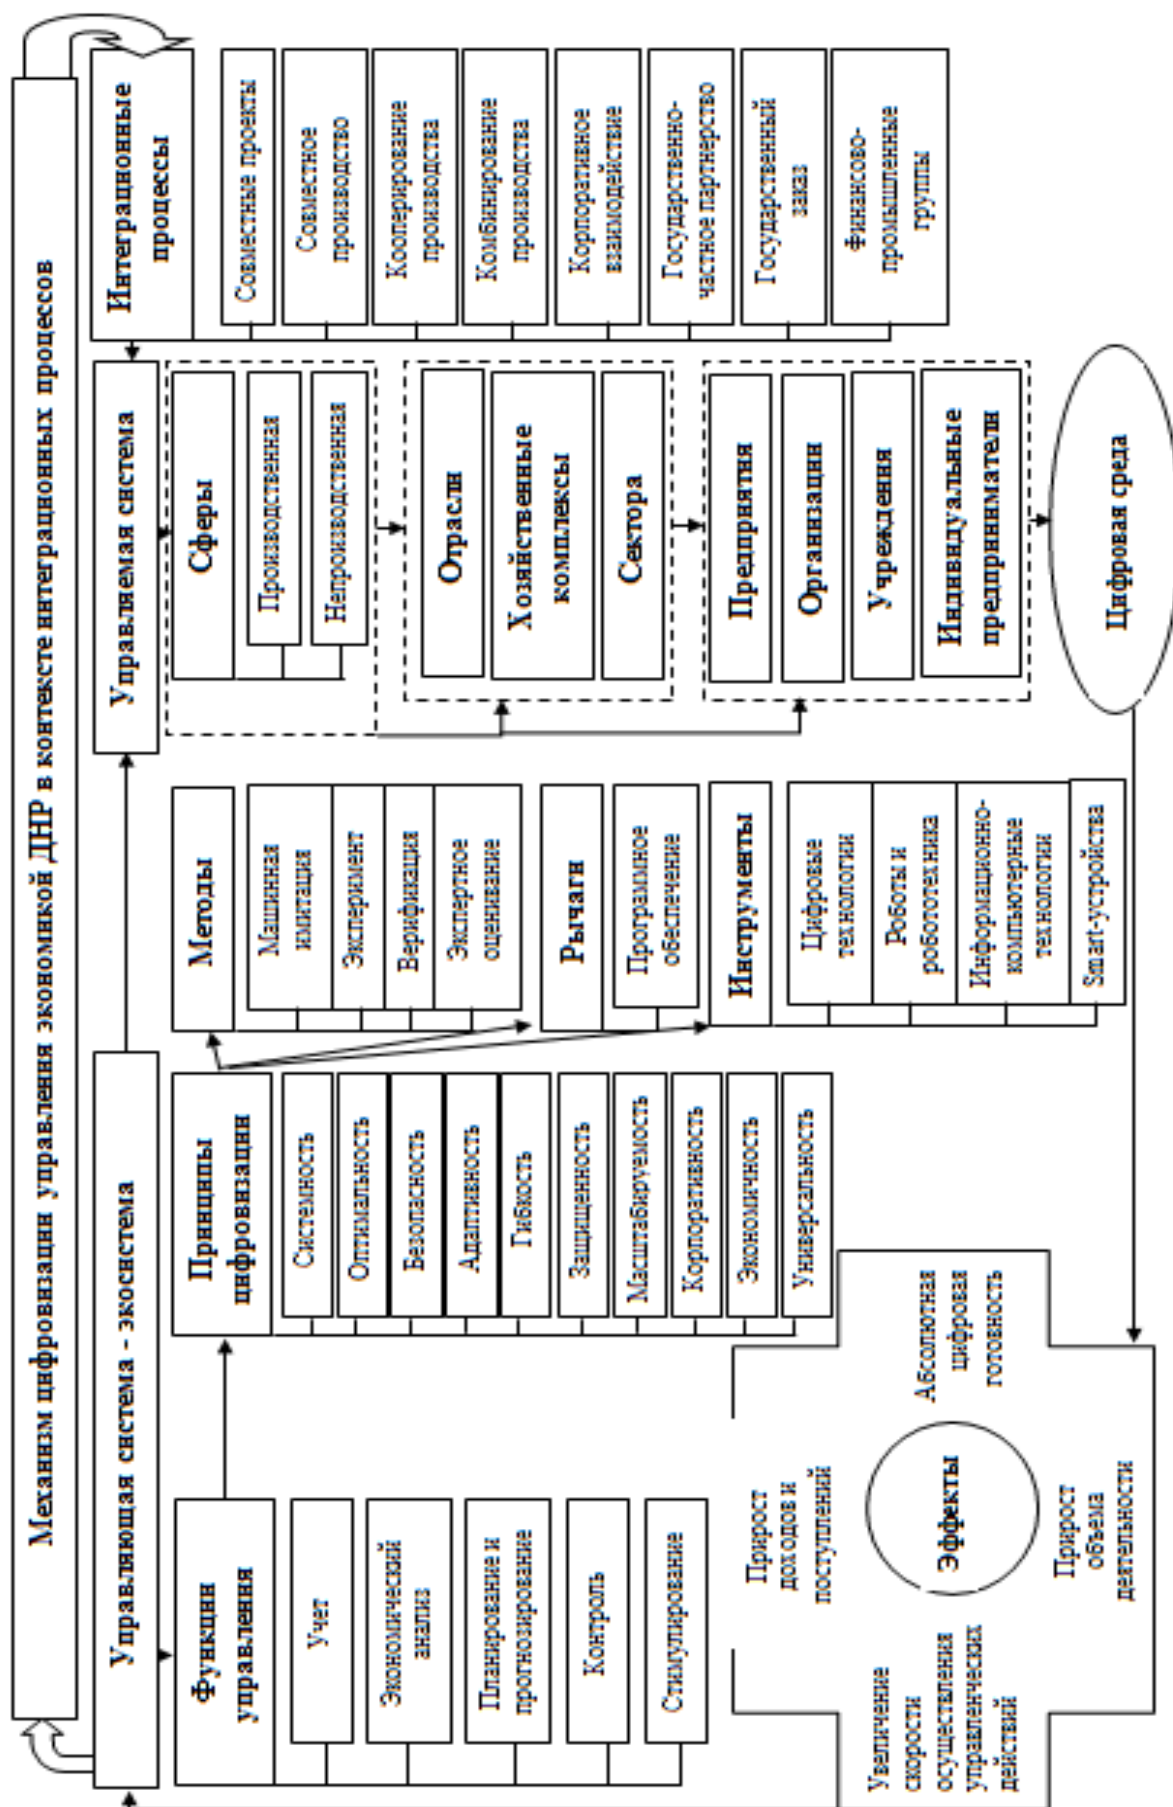 Механизм цифровизации управления экономикой ДНР в контексте интеграционных процессов
Управляющая система – экосистема
Функции
управления
Учет
Экономический
анализ
Планирование и
прогнозирование
Контроль
Стимулирование
Принципы
цифровизации
Системность
Оптимальность
Безопасность
Адаптивность
Гибкость
Защищенность
Масштабируемость
Корпоративность
Экономичность
Универсальность
Методы
Машинная
имитация
Эксперимент
Верификация
Экспертное
оценивание
Рычаги
Программное
обеспечение
Инструменты
Цифровые
технологии
Роботы и
робототехника
Информационно-
компьютерные
технологии
Smart-устройства
Управляемая система
Сферы
Производственная
Непроизводственная
Отрасли
Хозяйственные
комплексы
Сектора
Предприятия
Организации
Учреждения
Индивидуальные
предприниматели
Интеграционные
процессы
Совместные проекты
Совместное
производство
Кооперирование
производства
Комбинирование
производства
Корпоративное
взаимодействие
Государственно-
частное партнерство
Государственный
заказ
Финансово-
промышленные
группы
Цифровая среда
Эффекты
Прирост
доходов и
поступлений
Абсолютная
цифровая
готовность
Прирост
объема
деятельности
Увеличение
скорости
осуществления
управленческих
действий